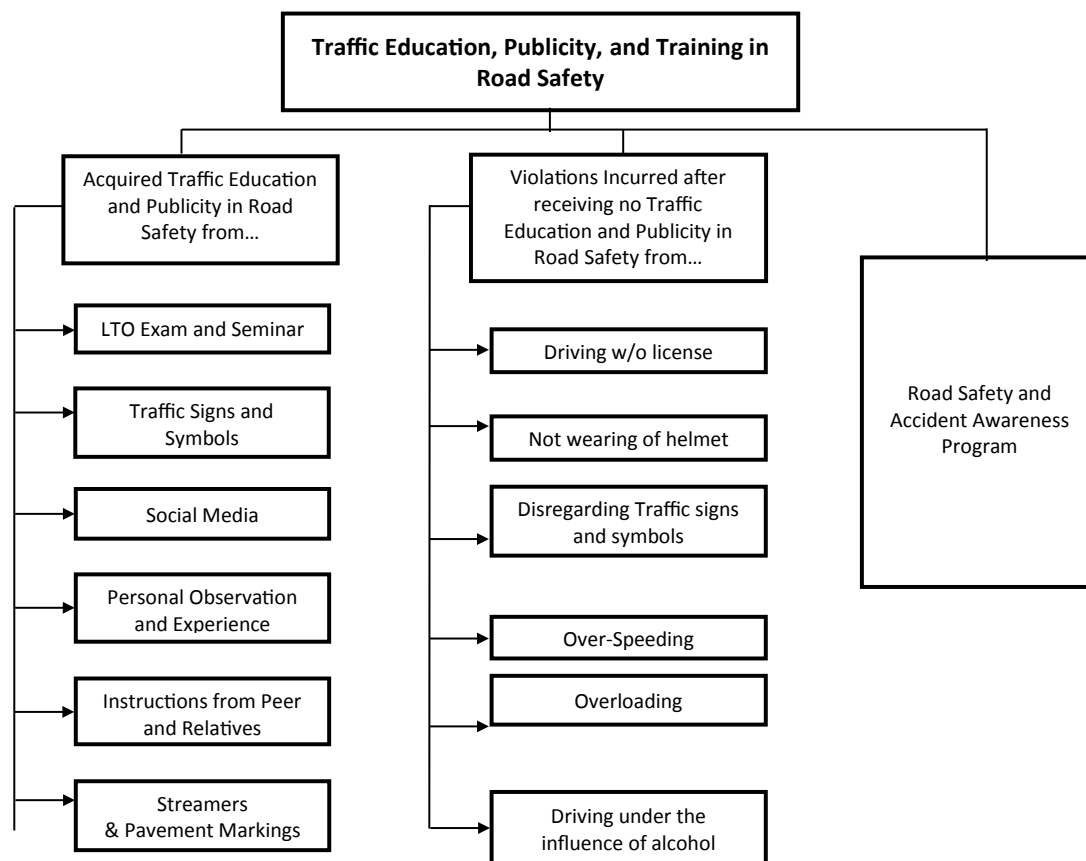 Traffic Education, Publicity, and Training in
Road Safety
Acquired Traffic Education
and Publicity in Road
Safety from…
LTO Exam and Seminar
Traffic Signs and
Symbols
Social Media
Personal Observation
and Experience
Instructions from Peer
and Relatives
Streamers
& Pavement Markings
Violations Incurred after
receiving no Traffic
Education and Publicity in
Road Safety from…
Driving w/o license
Not wearing of helmet
Disregarding Traffic signs
and symbols
Over-Speeding
Overloading
Driving under the
influence of alcohol
Road Safety and
Accident Awareness
Program